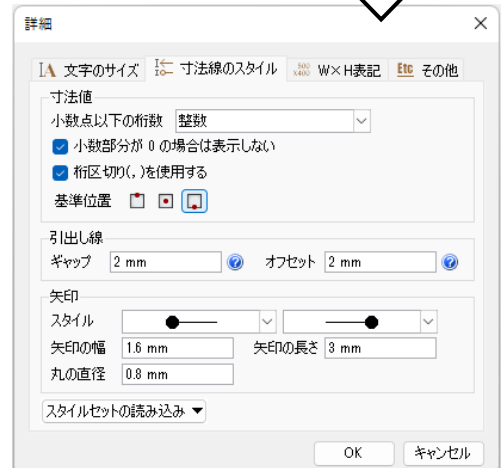 詳細
文字のサイズ 寸法線のスタイル W×H表記 Etc その他
寸法値
小数点以下の桁数 整数
小数部分が 0 の場合は表示しない
桁区切り(,)を使用する
基準位置
引出し線
ギャップ 2 mm オフセット 2 mm
矢印
スタイル
矢印の幅 1.6 mm 矢印の長さ 3 mm
丸の直径 0.8 mm
スタイルセットの読み込み
OK キャンセル